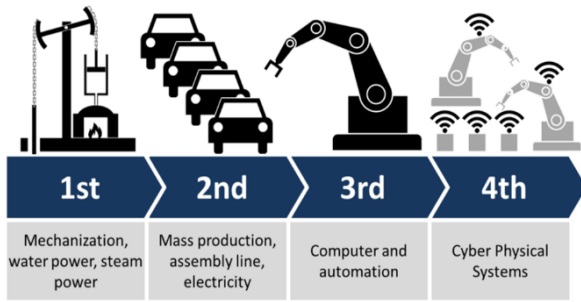 1st
2nd
3rd
4th
Mechanization,
water power, steam
power
Mass production,
assembly line,
electricity
Computer and
automation
Cyber Physical
Systems